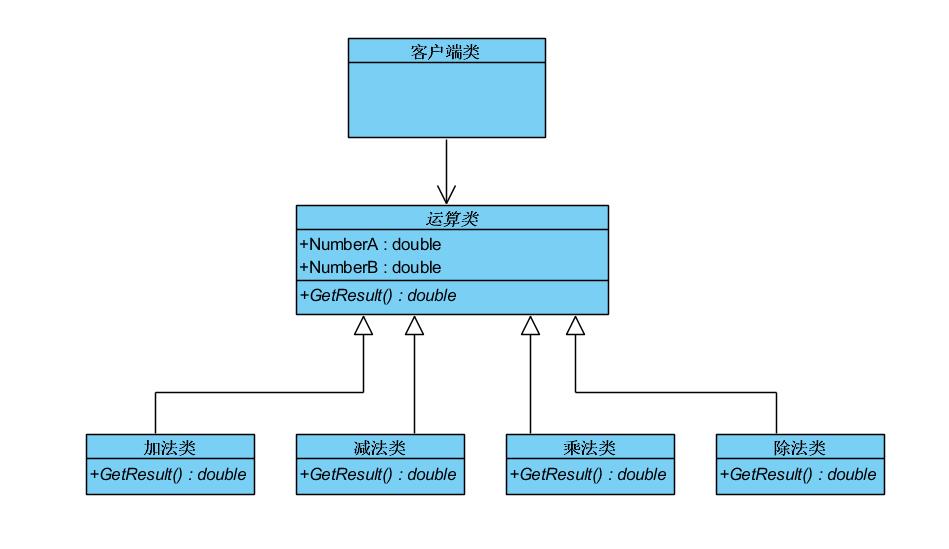 客户端类
运算类
+NumberA : double
+NumberB : double
+GetResult() : double
加法类
+GetResult() : double
减法类
+GetResult() : double
乘法类
+GetResult() : double
除法类
+GetResult() : double